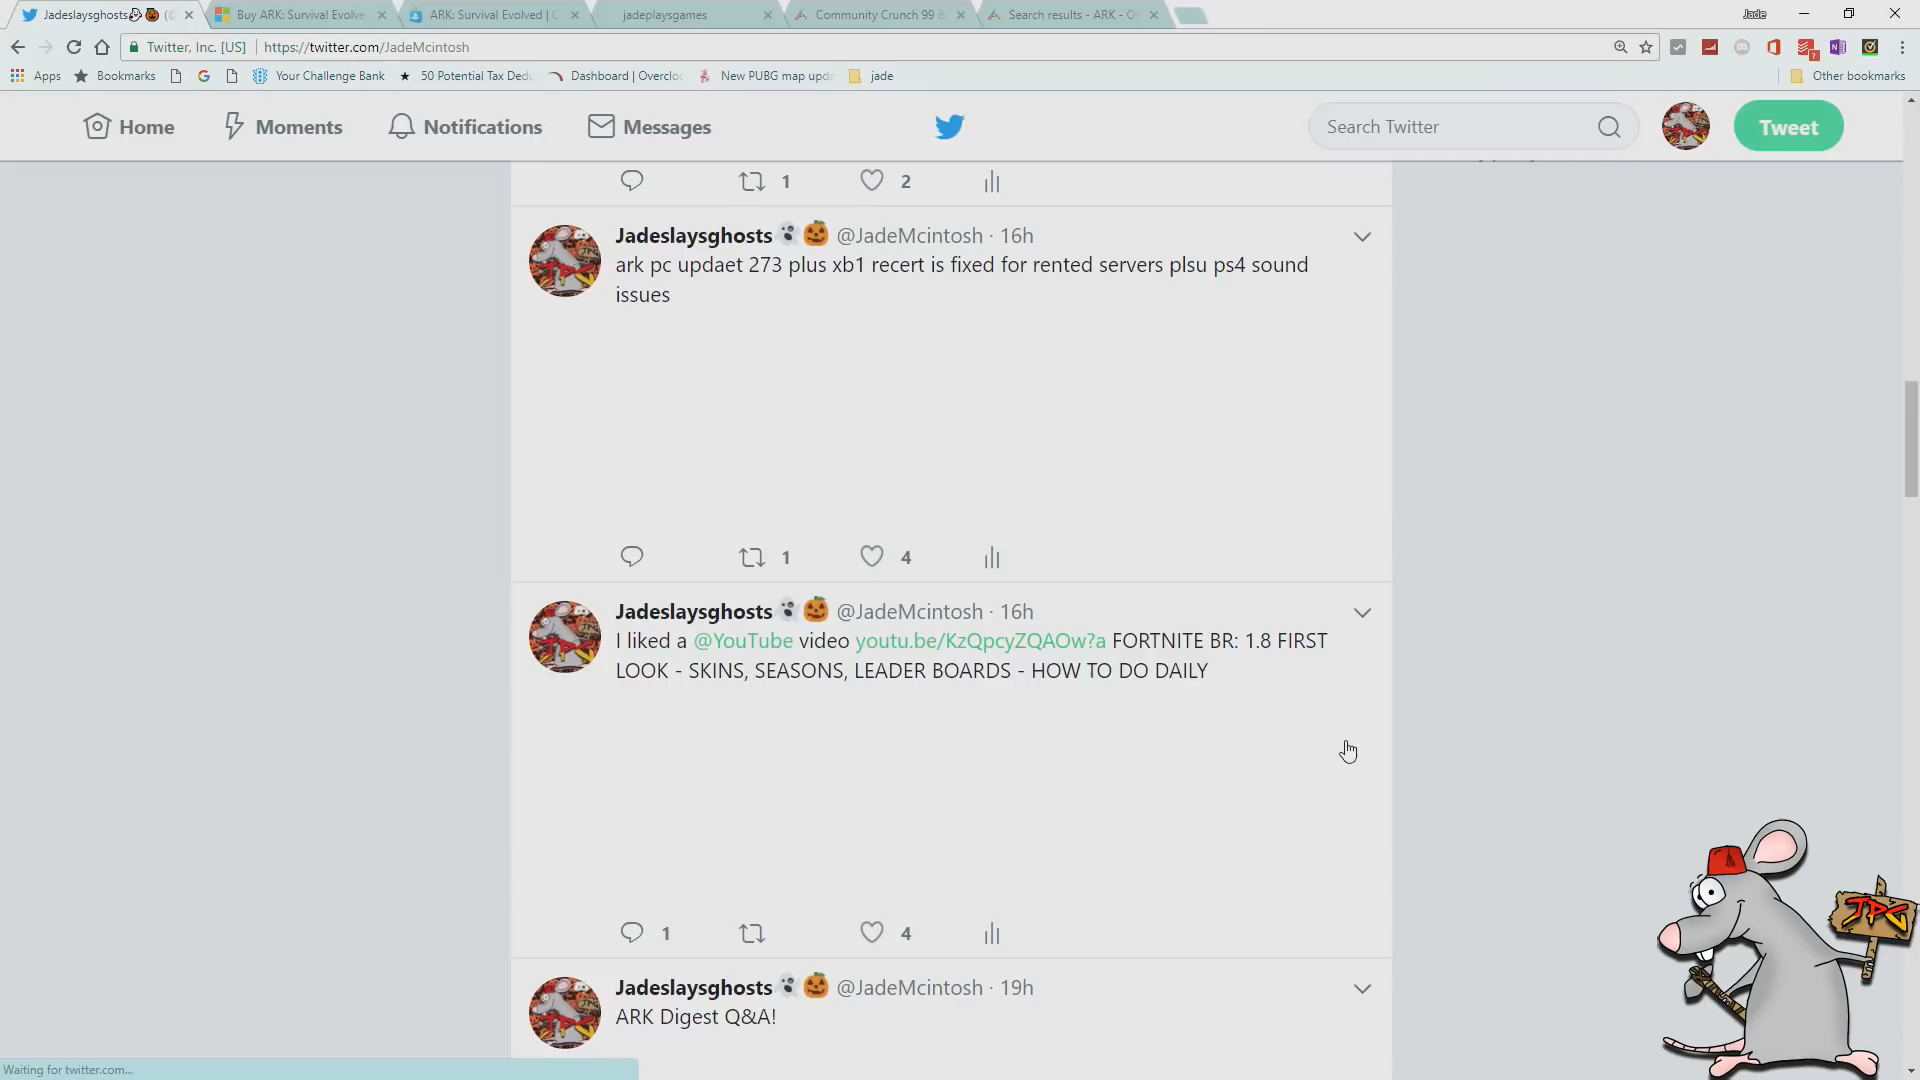 Jadeslaysghosts
Buy ARK: Survival Evolve
ARK: Survival Evolved |
jadeplaysgames
Community Crunch 99 &
Search results - ARK - O
Jade
Twitter, Inc. [US]
https://twitter.com/JadeMcintosh
Apps
Bookmarks
Your Challenge Bank
50 Potential Tax Dedu
Dashboard | Overcloc
New PUBG map upda
jade
Other bookmarks
Home
Moments
Notifications
Messages
Search Twitter
Tweet
1
2
Jadeslaysghosts👻🎃 @JadeMcintosh · 16h
ark pc updaet 273 plus xb1 recert is fixed for rented servers plsu ps4 sound
issues
1
4
Jadeslaysghosts👻🎃 @JadeMcintosh · 16h
I liked a @YouTube video youtu.be/KzQpcyZQAOw?a FORTNITE BR: 1.8 FIRST
LOOK - SKINS, SEASONS, LEADER BOARDS - HOW TO DO DAILY
1
4
Jadeslaysghosts👻🎃 @JadeMcintosh · 19h
ARK Digest Q&A!
JPG
Waiting for twitter.com...